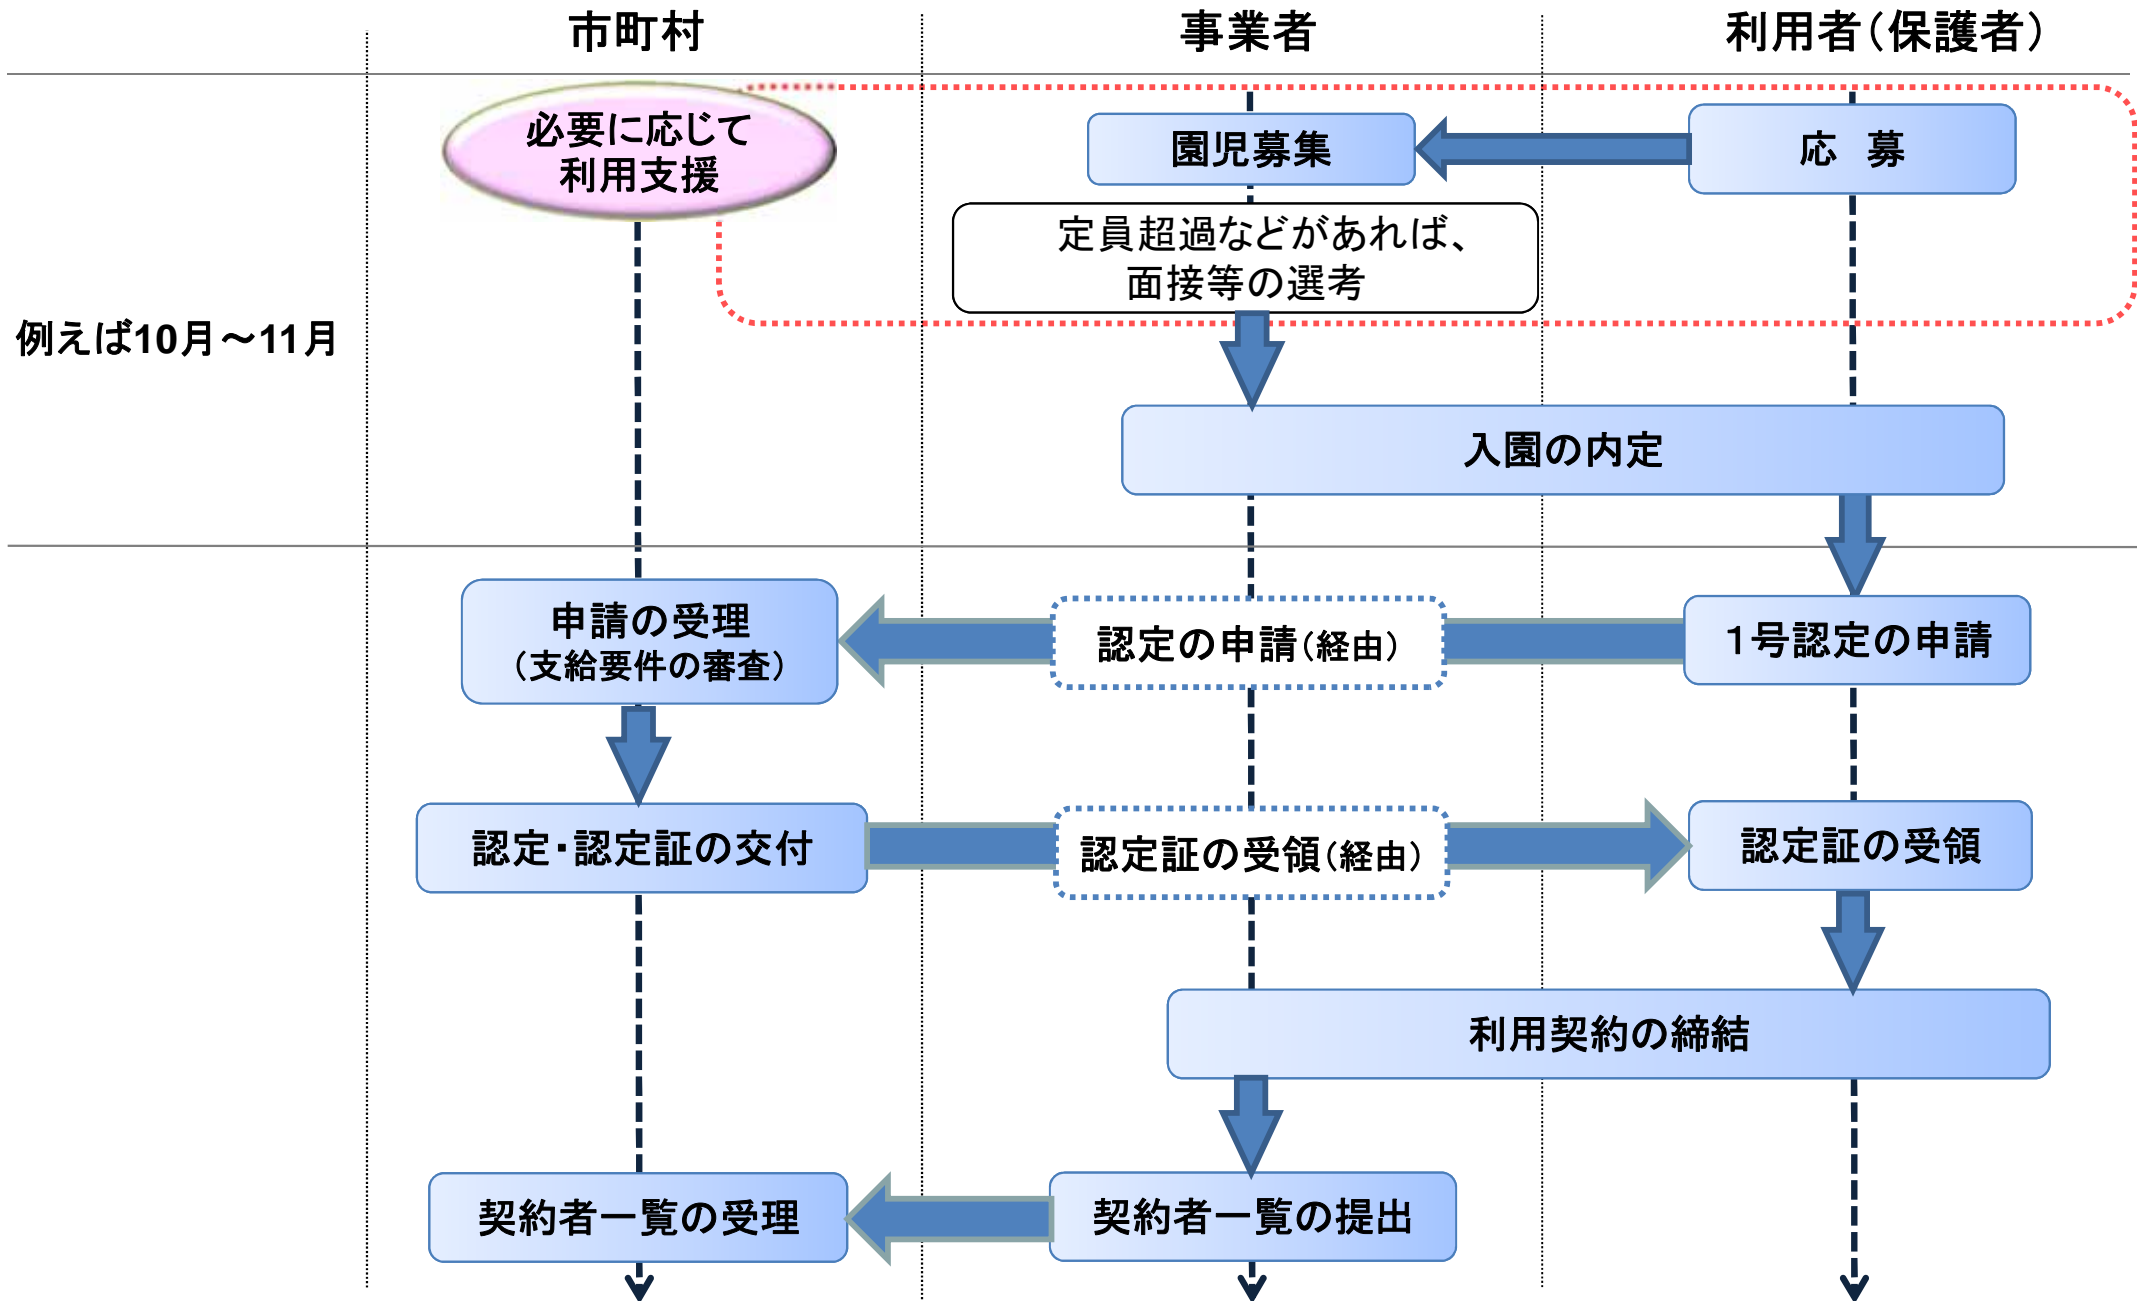 市町村
事業者
利用者（保護者）
必要に応じて
利用支援
園児募集
応　募
定員超過などがあれば、
面接等の選考
例えば10月～11月
入園の内定
申請の受理
（支給要件の審査）
認定の申請（経由）
１号認定の申請
認定・認定証の交付
認定証の受領（経由）
認定証の受領
利用契約の締結
契約者一覧の受理
契約者一覧の提出